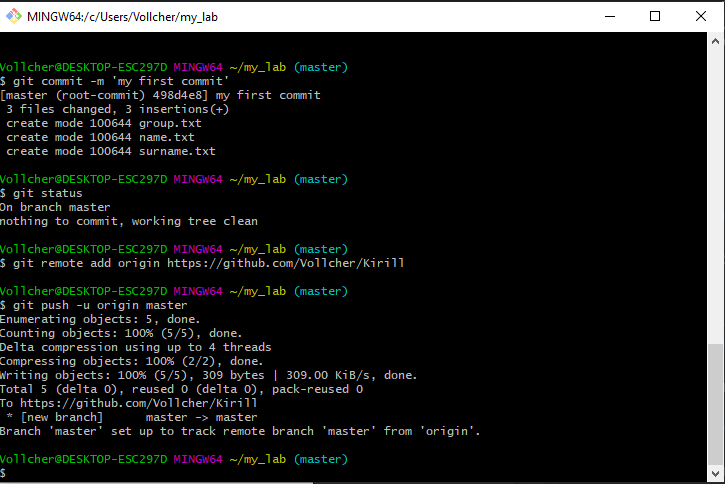 MINGW64:/c/Users/Vollcher/my_lab
Vollcher@DESKTOP-ESC297D MINGW64 ~/my_lab (master)
$ git commit -m 'my first commit'
[master (root-commit) 498d4e8] my first commit
 3 files changed, 3 insertions(+)
 create mode 100644 group.txt
 create mode 100644 name.txt
 create mode 100644 surname.txt
Vollcher@DESKTOP-ESC297D MINGW64 ~/my_lab (master)
$ git status
On branch master
nothing to commit, working tree clean
Vollcher@DESKTOP-ESC297D MINGW64 ~/my_lab (master)
$ git remote add origin https://github.com/Vollcher/Kirill
Vollcher@DESKTOP-ESC297D MINGW64 ~/my_lab (master)
$ git push -u origin master
Enumerating objects: 5, done.
Counting objects: 100% (5/5), done.
Delta compression using up to 4 threads
Compressing objects: 100% (2/2), done.
Writing objects: 100% (5/5), 309 bytes | 309.00 KiB/s, done.
Total 5 (delta 0), reused 0 (delta 0), pack-reused 0
To https://github.com/Vollcher/Kirill
 * [new branch]      master -> master
Branch 'master' set up to track remote branch 'master' from 'origin'.
Vollcher@DESKTOP-ESC297D MINGW64 ~/my_lab (master)
$